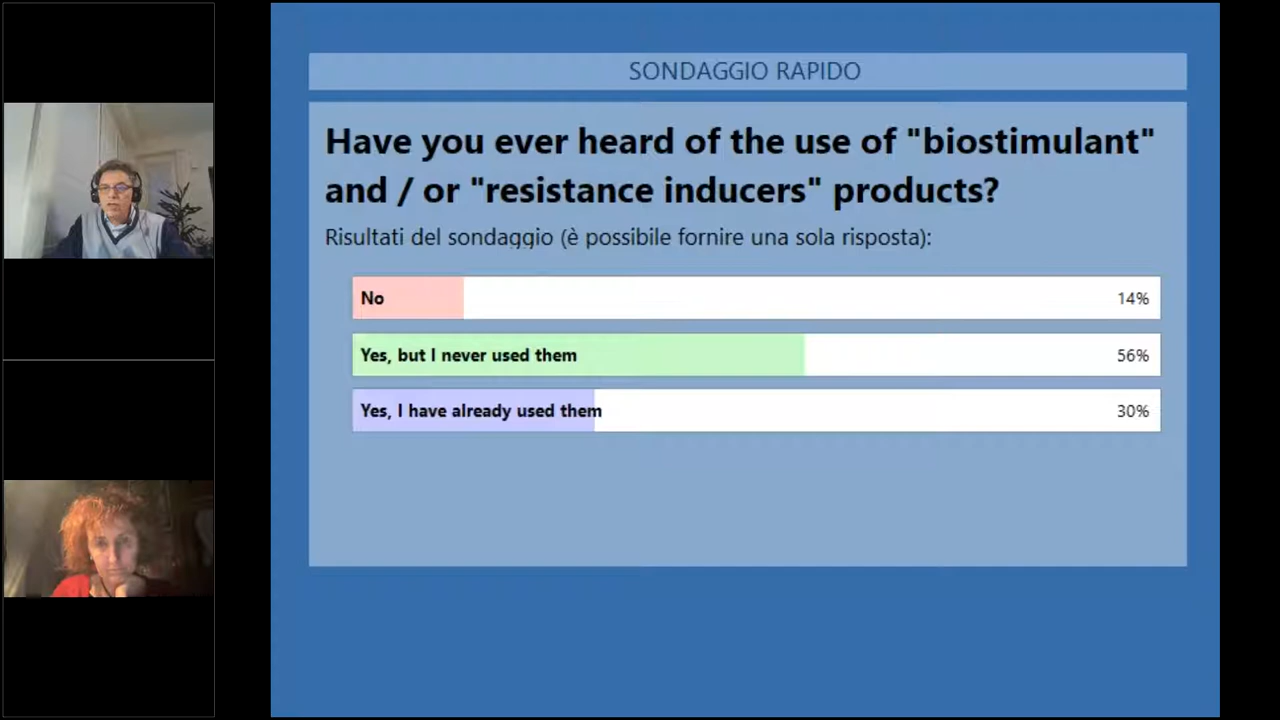 SONDAGGIO RAPIDO
Have you ever heard of the use of "biostimulant"
and / or "resistance inducers" products?
Risultati del sondaggio (è possibile fornire una sola risposta):
No 14%
Yes, but I never used them 56%
Yes, I have already used them 30%